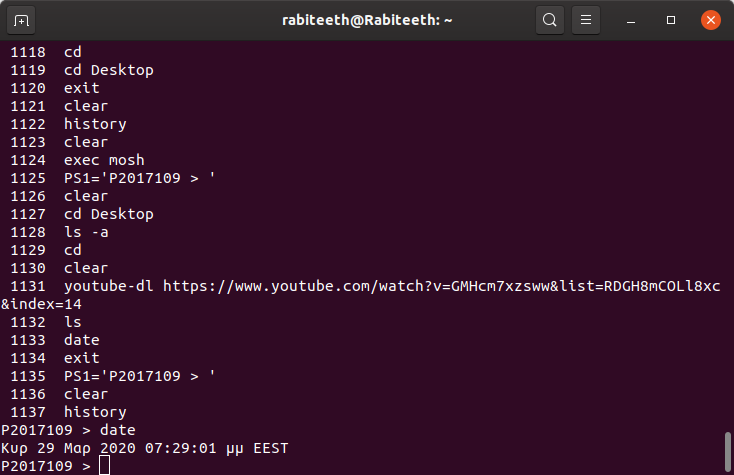 rabiteeth@Rabiteeth: ~
1118  cd
1119  cd Desktop
1120  exit
1121  clear
1122  history
1123  clear
1124  exec mosh
1125  PS1='P2017109 > '
1126  clear
1127  cd Desktop
1128  ls -a
1129  cd
1130  clear
1131  youtube-dl https://www.youtube.com/watch?v=GMHcm7xzsww&list=RDGH8mCOLl8xc
&index=14
1132  ls
1133  date
1134  exit
1135  PS1='P2017109 > '
1136  clear
1137  history
P2017109 > date
Κυρ 29 Μαρ 2020 07:29:01 μμ EEST
P2017109 >